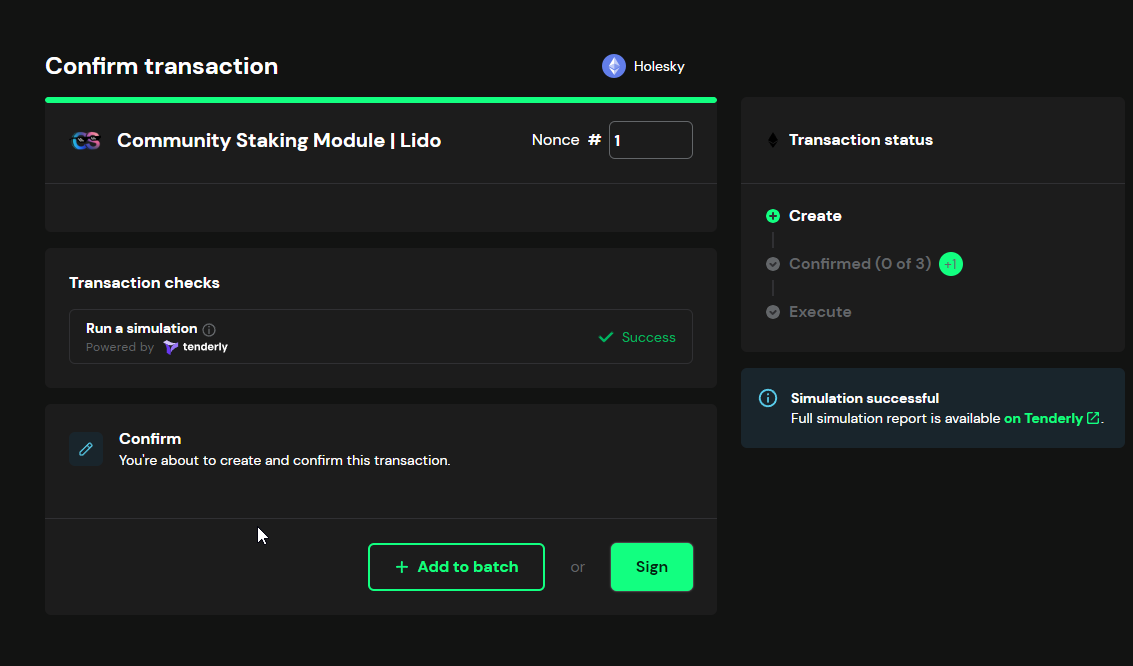 Confirm transaction
Holesky
Community Staking Module | Lido
Nonce # 1
Transaction checks
Run a simulation
Powered by tenderly
Success
Confirm
You're about to create and confirm this transaction.
+ Add to batch
or
Sign
Transaction status
Create
Confirmed (0 of 3) +1
Execute
Simulation successful
Full simulation report is available on Tenderly.